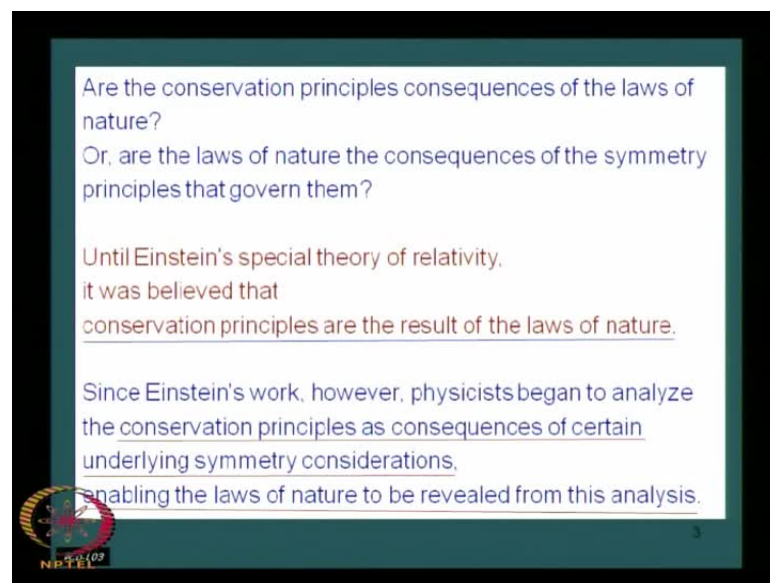 Are the conservation principles consequences of the laws of
nature?
Or, are the laws of nature the consequences of the symmetry
principles that govern them?
Until Einstein's special theory of relativity,
it was believed that
conservation principles are the result of the laws of nature.
Since Einstein's work, however, physicists began to analyze
the conservation principles as consequences of certain
underlying symmetry considerations,
enabling the laws of nature to be revealed from this analysis.
3
NPTEL